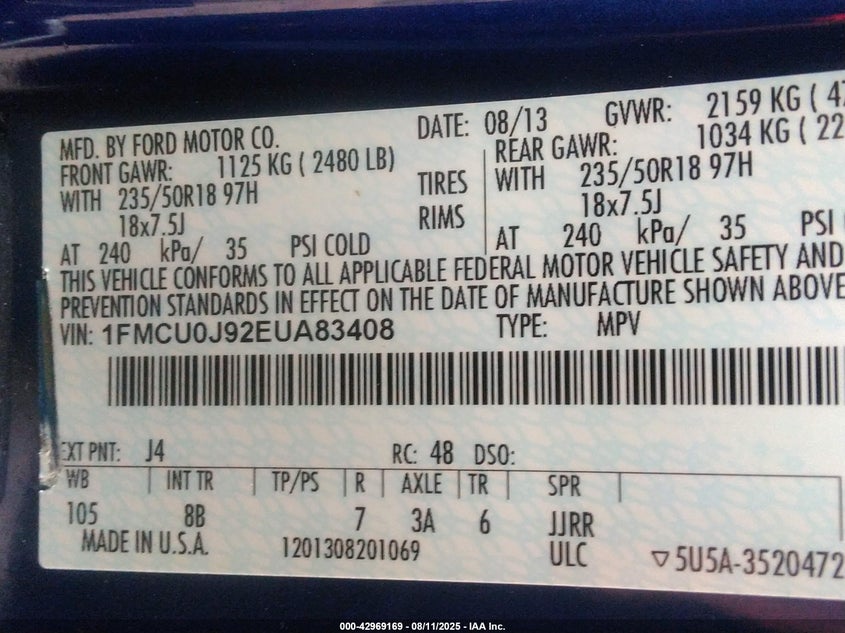 MFD. BY FORD MOTOR CO. DATE: 08/13 GVWR: 2159 KG ( 47
FRONT GAWR: 1125 KG ( 2480 LB) REAR GAWR: 1034 KG ( 22
WITH 235/50R18 97H TIRES WITH 235/50R18 97H
18x7.5J RIMS 18x7.5J
AT 240 kPa/ 35 PSI COLD AT 240 kPa/ 35 PSI
THIS VEHICLE CONFORMS TO ALL APPLICABLE FEDERAL MOTOR VEHICLE SAFETY AND
PREVENTION STANDARDS IN EFFECT ON THE DATE OF MANUFACTURE SHOWN ABOVE
VIN: 1FMCU0J92EUA83408 TYPE: MPV
EXT PNT: J4 RC: 48 DSO:
WB INT TR TP/PS R AXLE TR SPR
105 8B 7 3A 6 JJRR
MADE IN U.S.A. 1201308201069 ULC ▽5U5A-3520472
000-42969169 - 08/11/2025 - IAA Inc.